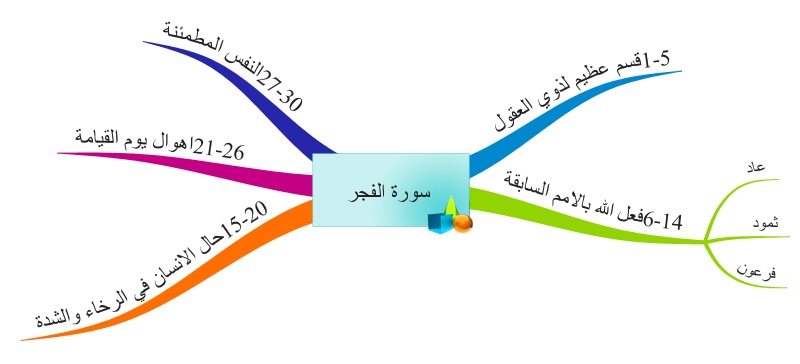 سورة الفجر
1-5قسم عظيم لذوي العقول
6-14فعل الله بالامم السابقة
عاد
ثمود
فرعون
15-20حال الانسان في الرخاء والشدة
21-26اهوال يوم القيامة
27-30النفس المطمئنة